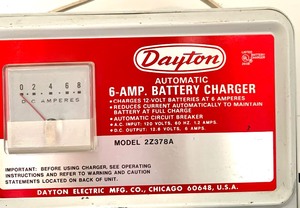 Dayton
AUTOMATIC
6-AMP. BATTERY CHARGER
• CHARGES 12-VOLT BATTERIES AT 6 AMPERES
• REDUCES CURRENT AUTOMATICALLY TO MAINTAIN
BATTERY AT FULL CHARGE
• AUTOMATIC CIRCUIT BREAKER
• A.C. INPUT: 120 VOLTS, 60 HZ, 1.8 AMPS.
• D.C. OUTPUT: 13.8 VOLTS, 6 AMPS.
0 2 4 6 8
D.C. AMPERES
MODEL 2Z378A
IMPORTANT: BEFORE USING CHARGER, SEE OPERATING
INSTRUCTIONS AND REFER TO WARNING AND CAUTION
STATEMENTS LOCATED ON BACK OF UNIT.
DAYTON ELECTRIC MFG. CO., CHICAGO 60648, U.S.A.